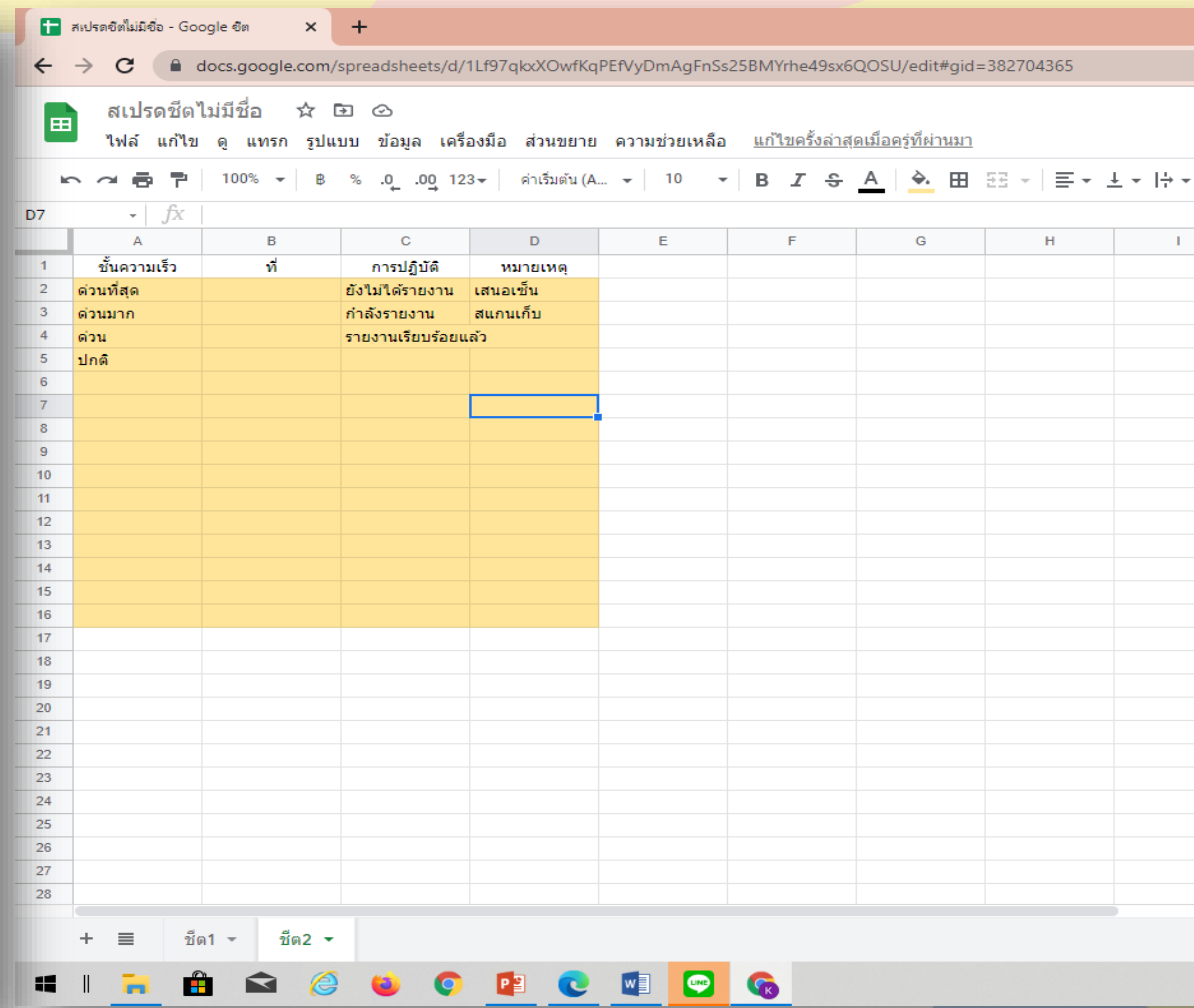 สเปรดชีตไม่มีชื่อ - Google ชีต
docs.google.com/spreadsheets/d/1Lf97qkxXOwfKqPEfVyDmAgFnSs25BMYrhe49sx6QOSU/edit#gid=382704365
สเปรดชีตไม่มีชื่อ
ไฟล์ แก้ไข ดู แทรก รูปแบบ ข้อมูล เครื่องมือ ส่วนขยาย ความช่วยเหลือ แก้ไขครั้งล่าสุดเมื่อครู่ที่ผ่านมา
100% ฿ % .0 .00 123 ค่าเริ่มต้น (A... 10 B I S A
D7 fx
A B C D E F G H I
1 ชั้นความเร็ว ที่ การปฏิบัติ หมายเหตุ
2 ด่วนที่สุด ยังไม่ได้รายงาน เสนอเซ็น
3 ด่วนมาก กำลังรายงาน สแกนเก็บ
4 ด่วน รายงานเรียบร้อยแล้ว
5 ปกติ
6
7
8
9
10
11
12
13
14
15
16
17
18
19
20
21
22
23
24
25
26
27
28
ชีต1 ชีต2
LINE K